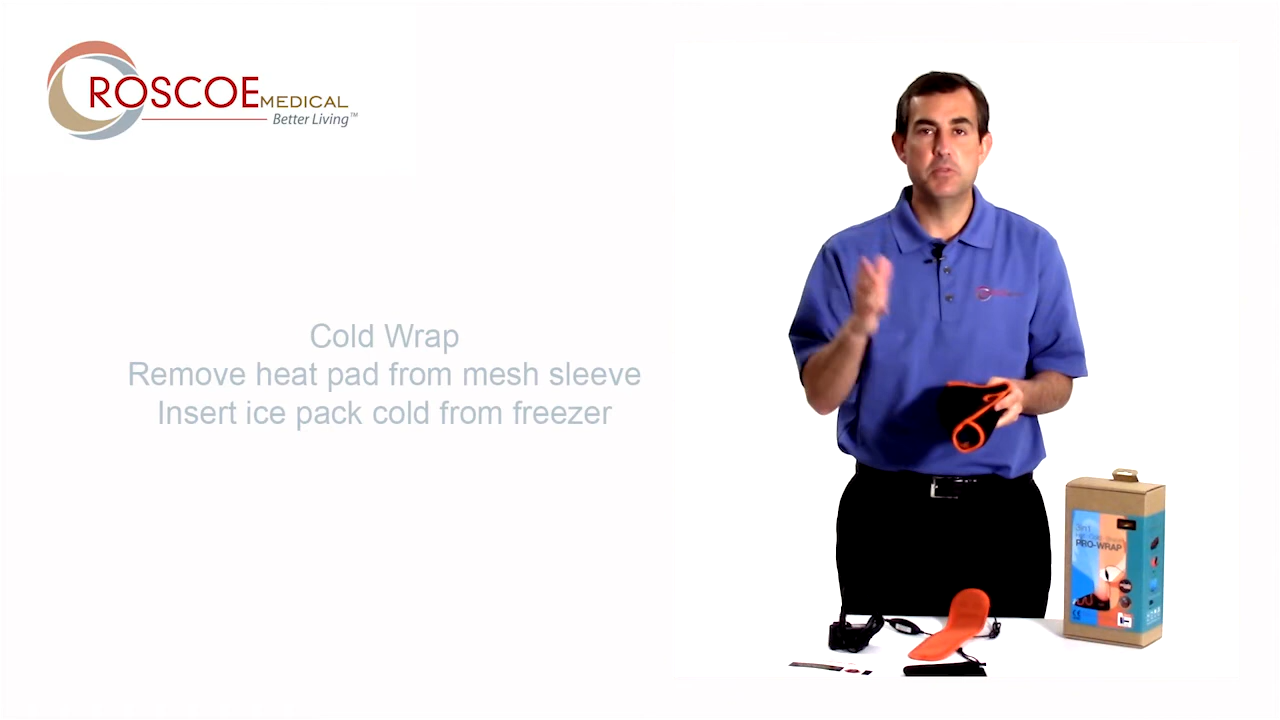 ROSCOE MEDICAL
Better Living™
Cold Wrap
Remove heat pad from mesh sleeve
Insert ice pack cold from freezer
3in1
PRO-WRAP